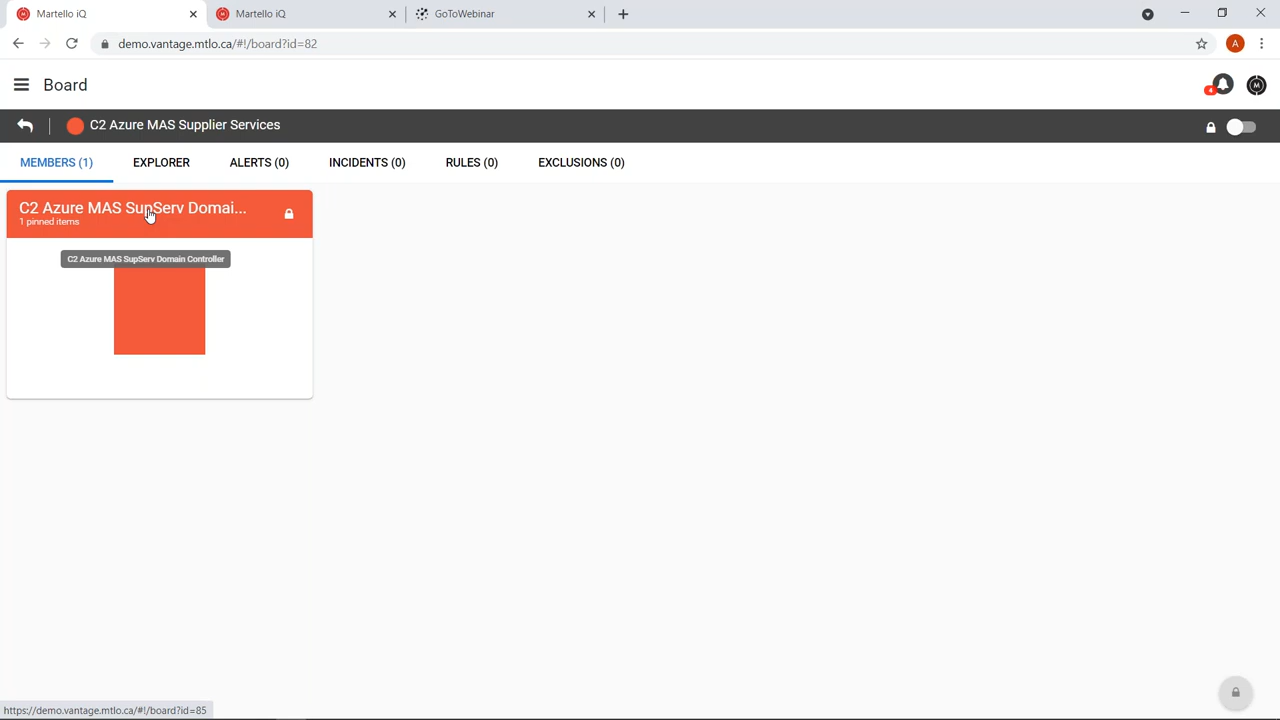 Martello iQ
Martello iQ
GoToWebinar
demo.vantage.mtlo.ca/#!/board?id=82
A
Board
4
M
C2 Azure MAS Supplier Services
MEMBERS (1)
EXPLORER
ALERTS (0)
INCIDENTS (0)
RULES (0)
EXCLUSIONS (0)
C2 Azure MAS SupServ Domai...
1 pinned items
C2 Azure MAS SupServ Domain Controller
https://demo.vantage.mtlo.ca/#!/board?id=85